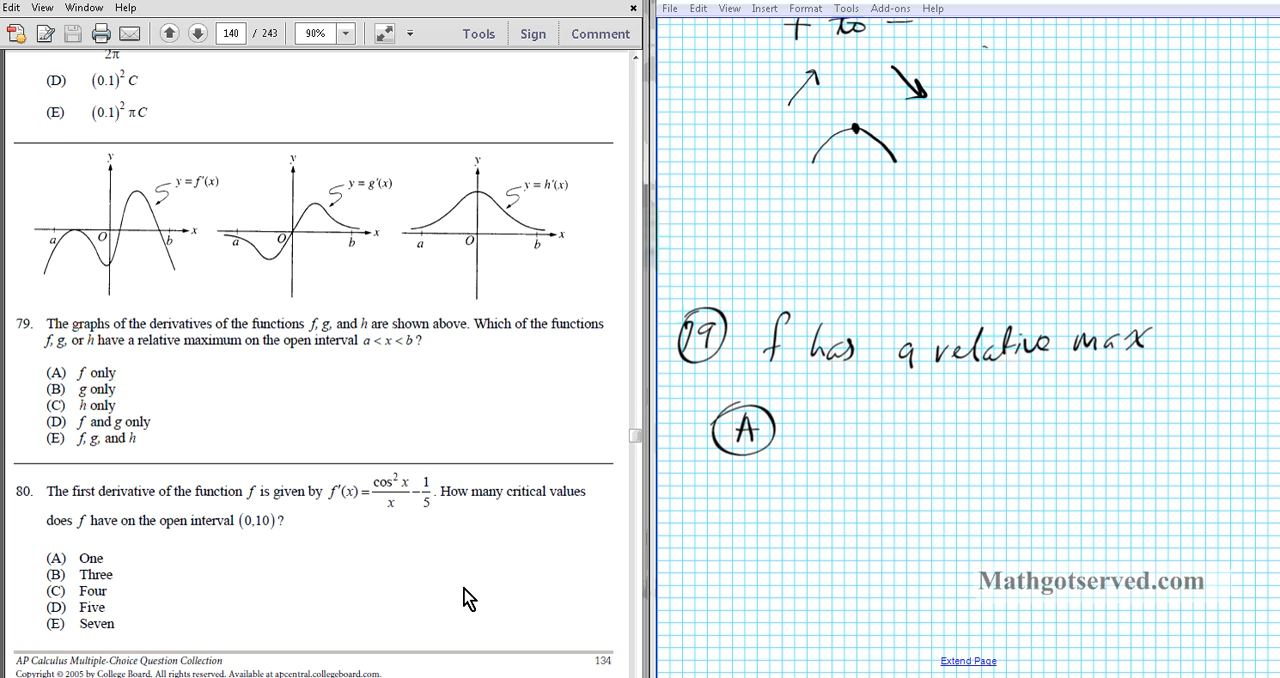 Edit View Window Help ×
140 / 243 90% Tools Sign Comment
2π
(D) (0.1)² C
(E) (0.1)² π C
y y = f′(x) a O b x
y y = g′(x) a O b x
y y = h′(x) a O b x
79. The graphs of the derivatives of the functions f, g, and h are shown above. Which of the functions
f, g, or h have a relative maximum on the open interval a < x < b?
(A) f only
(B) g only
(C) h only
(D) f and g only
(E) f, g, and h
80. The first derivative of the function f is given by f′(x) = cos² x / x − 1/5. How many critical values
does f have on the open interval (0,10)?
(A) One
(B) Three
(C) Four
(D) Five
(E) Seven
AP Calculus Multiple-Choice Question Collection 134
Copyright © 2005 by College Board. All rights reserved. Available at apcentral.collegeboard.com.
File Edit View Insert Format Tools Add-ons Help
+ to −
79 f has a relative max
A
Mathgotserved.com
Extend Page